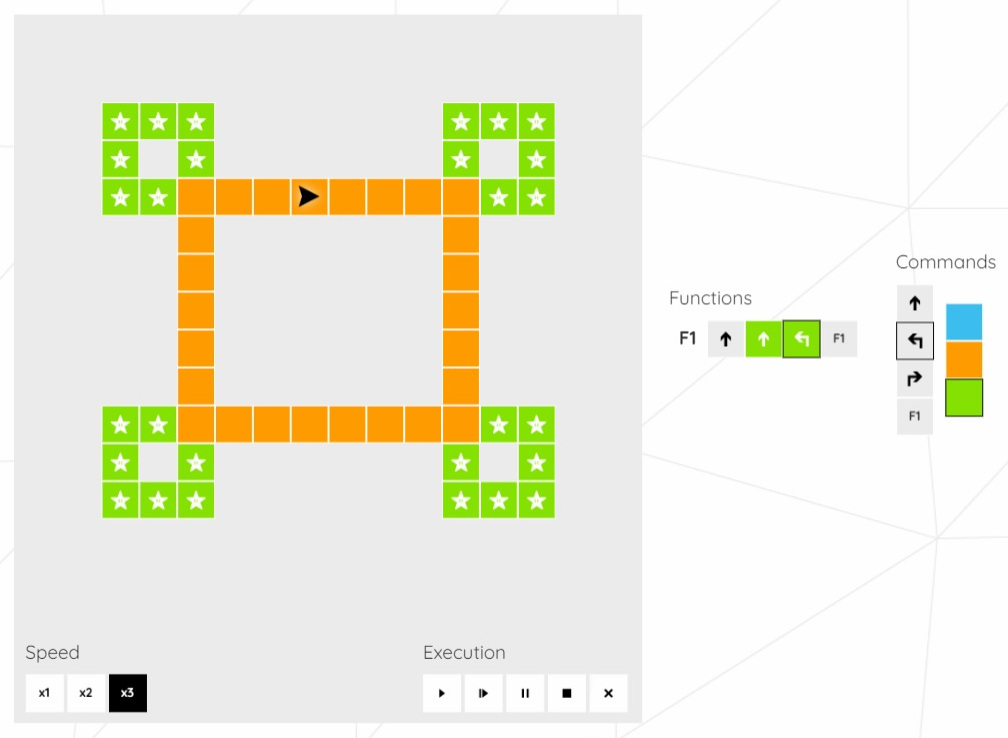 Commands
Functions
F1
F1
F1
Speed
Execution
x1
x2
x3